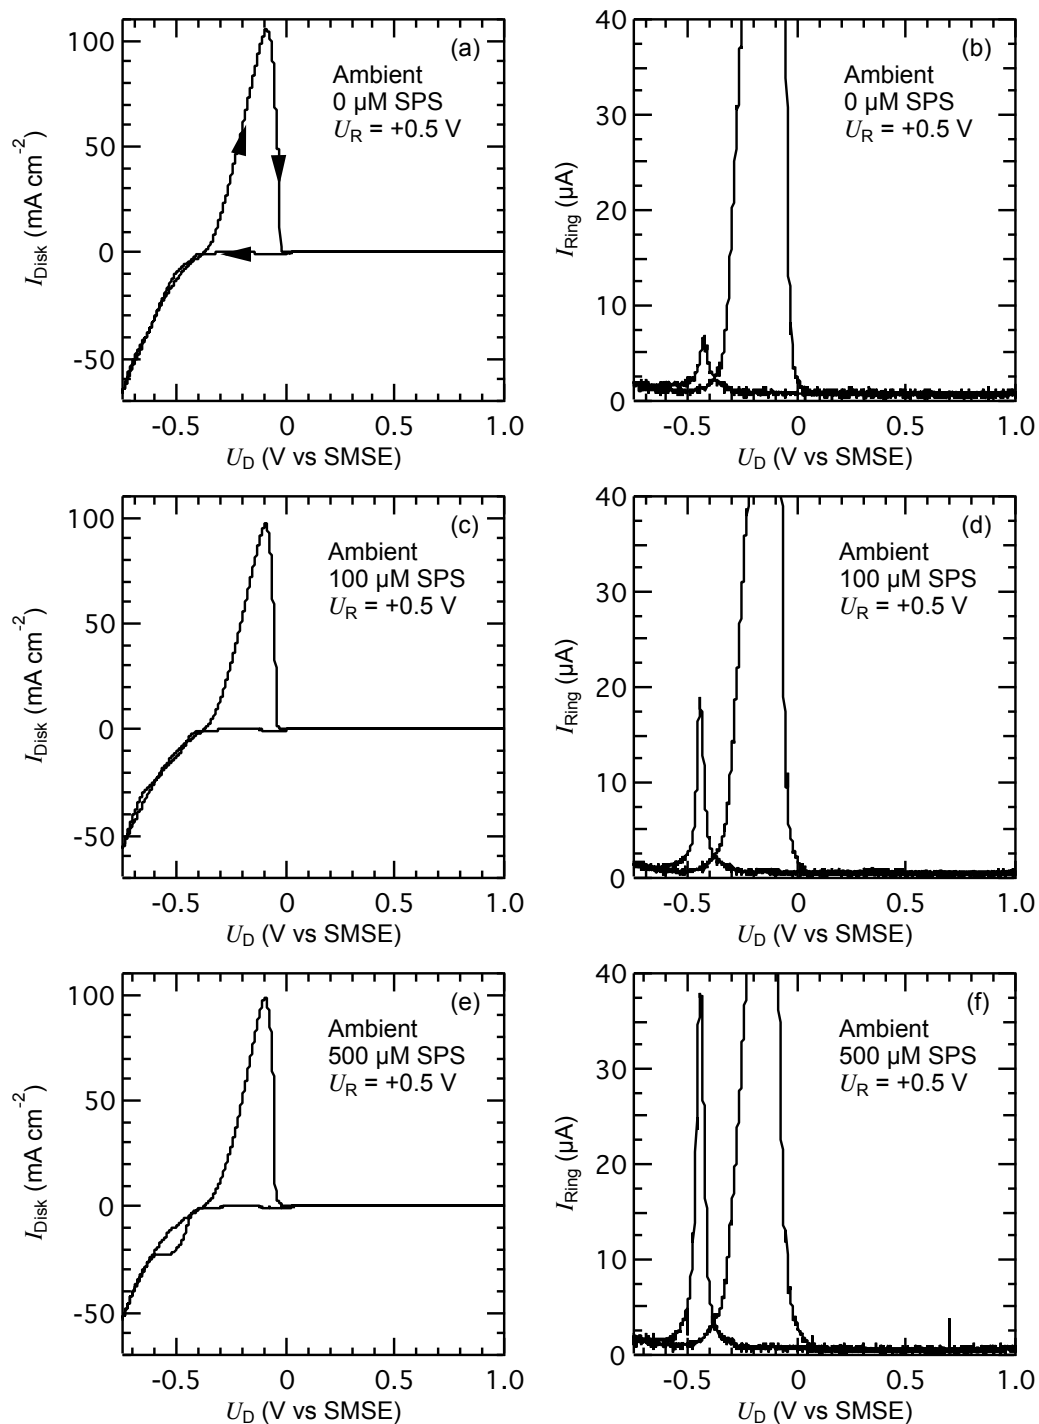 (a)
Ambient
0 µM SPS
U_R = +0.5 V
I_Disk (mA cm⁻²)
100
50
0
-50
-0.5 0 0.5 1.0
U_D (V vs SMSE)
(b)
Ambient
0 µM SPS
U_R = +0.5 V
I_Ring (µA)
40
30
20
10
0
-0.5 0 0.5 1.0
U_D (V vs SMSE)
(c)
Ambient
100 µM SPS
U_R = +0.5 V
I_Disk (mA cm⁻²)
100
50
0
-50
-0.5 0 0.5 1.0
U_D (V vs SMSE)
(d)
Ambient
100 µM SPS
U_R = +0.5 V
I_Ring (µA)
40
30
20
10
0
-0.5 0 0.5 1.0
U_D (V vs SMSE)
(e)
Ambient
500 µM SPS
U_R = +0.5 V
I_Disk (mA cm⁻²)
100
50
0
-50
-0.5 0 0.5 1.0
U_D (V vs SMSE)
(f)
Ambient
500 µM SPS
U_R = +0.5 V
I_Ring (µA)
40
30
20
10
0
-0.5 0 0.5 1.0
U_D (V vs SMSE)